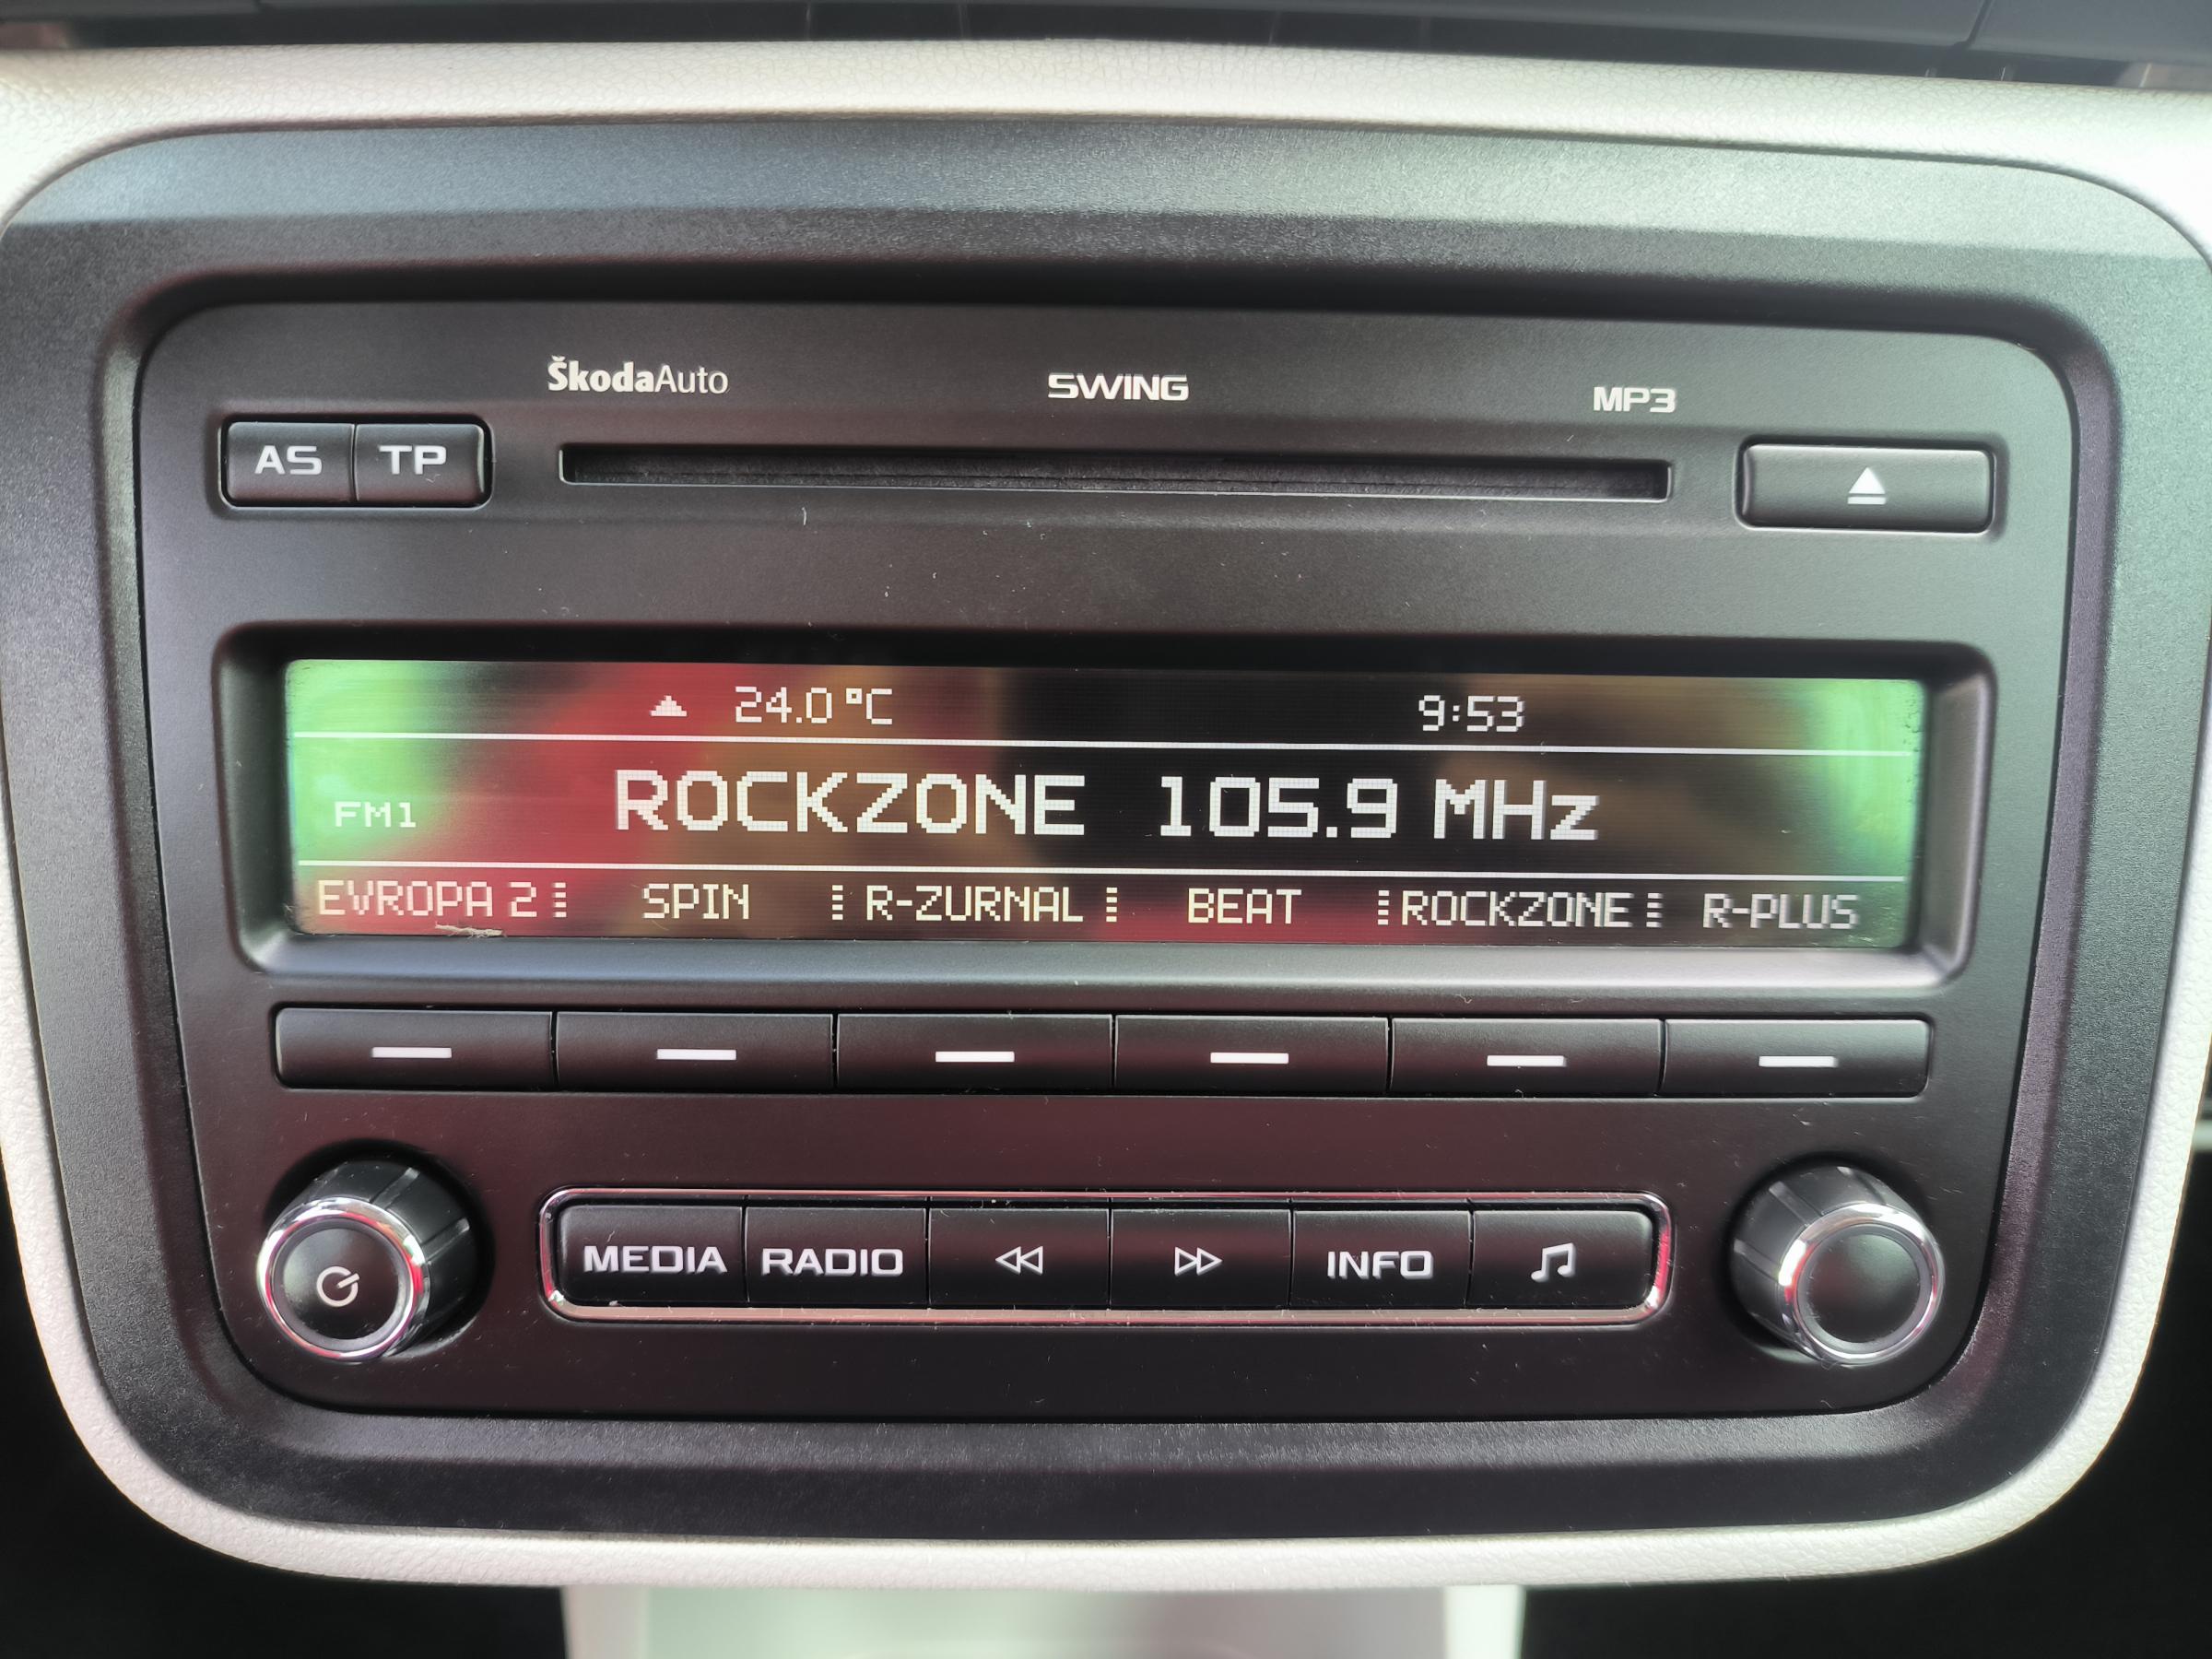 ŠkodaAuto SWING MP3
AS TP
24.0 °C 9:53
FM1 ROCKZONE 105.9 MHz
EVROPA 2 SPIN R-ZURNAL BEAT ROCKZONE R-PLUS
MEDIA RADIO INFO